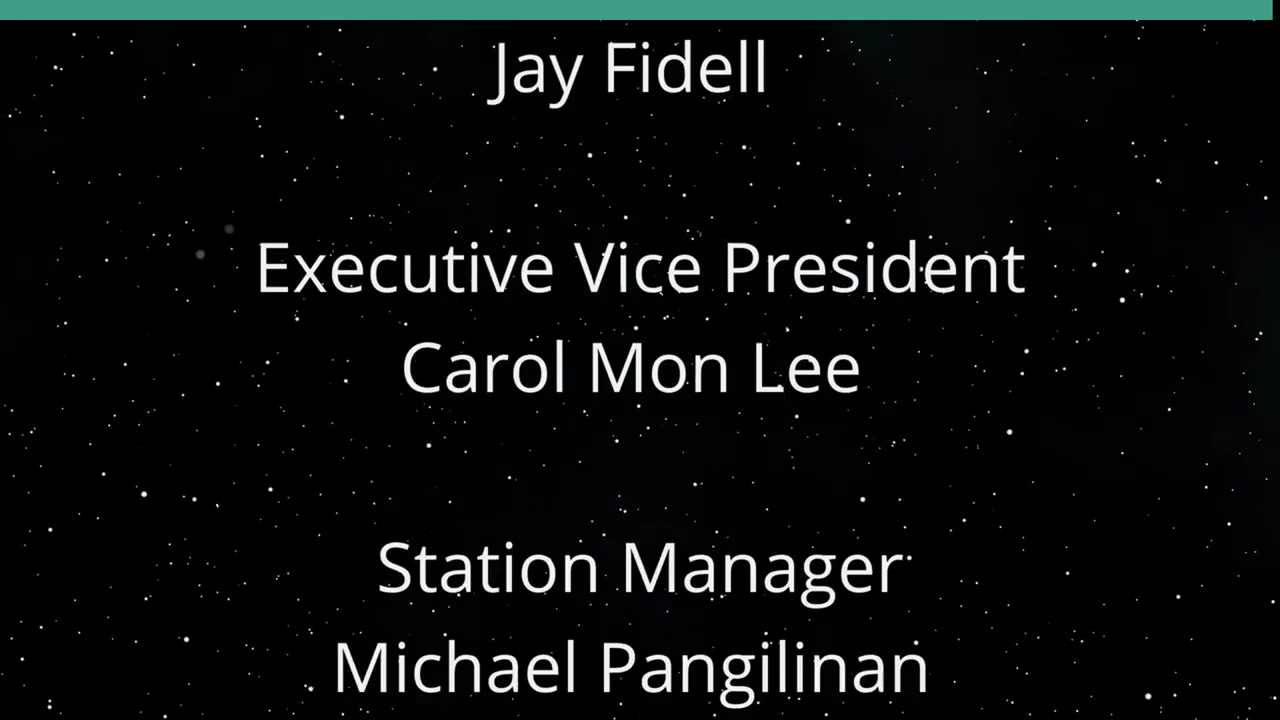 Jay Fidell
Executive Vice President
Carol Mon Lee
Station Manager
Michael Pangilinan